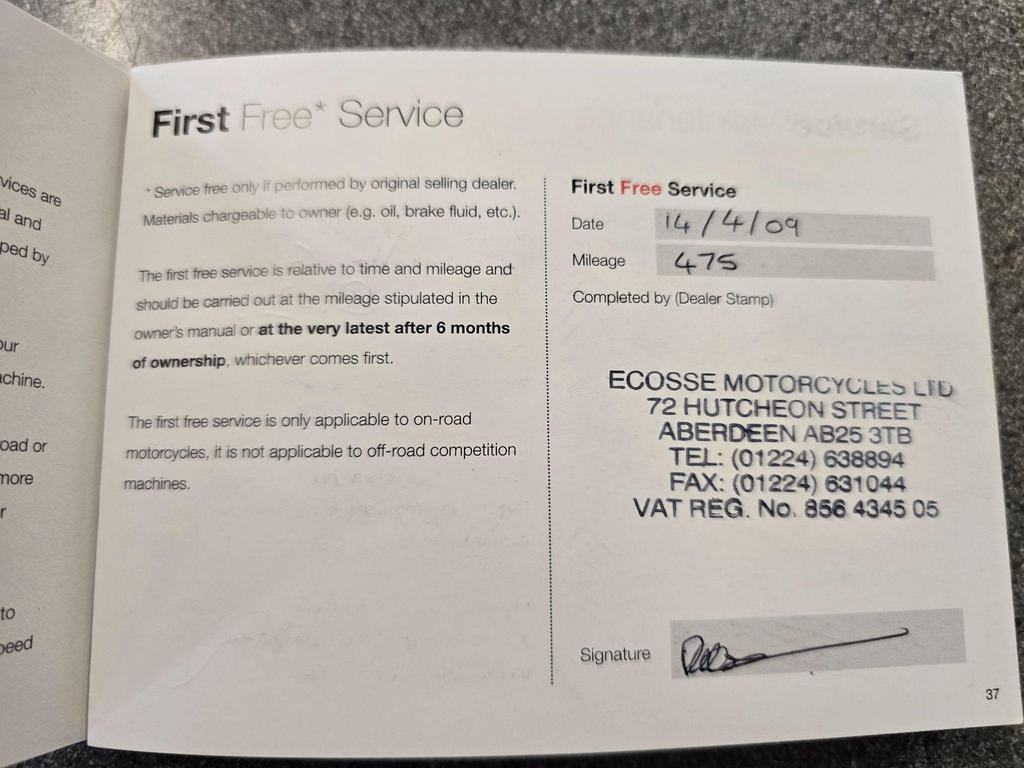 vices are
al and
ped by
our
achine.
oad or
more
r
to
peed
First Free* Service
* Service free only if performed by original selling dealer.
Materials chargeable to owner (e.g. oil, brake fluid, etc.).
The first free service is relative to time and mileage and
should be carried out at the mileage stipulated in the
owner's manual or at the very latest after 6 months
of ownership, whichever comes first.
The first free service is only applicable to on-road
motorcycles, it is not applicable to off-road competition
machines.
First Free Service
Date 14/4/09
Mileage 475
Completed by (Dealer Stamp)
ECOSSE MOTORCYCLES LTD
72 HUTCHEON STREET
ABERDEEN AB25 3TB
TEL: (01224) 638894
FAX: (01224) 631044
VAT REG. No. 856 4345 05
Signature
37